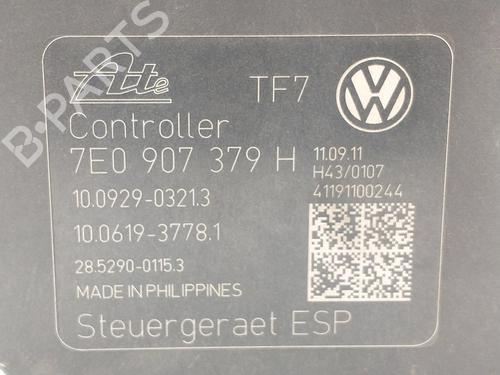 Ate TF7
Controller
7E0 907 379 H
11.09.11
H43/0107
41191100244
10.0929-0321.3
10.0619-3778.1
28.5290-0115.3
MADE IN PHILIPPINES
Steuergeraet ESP
B-PARTS